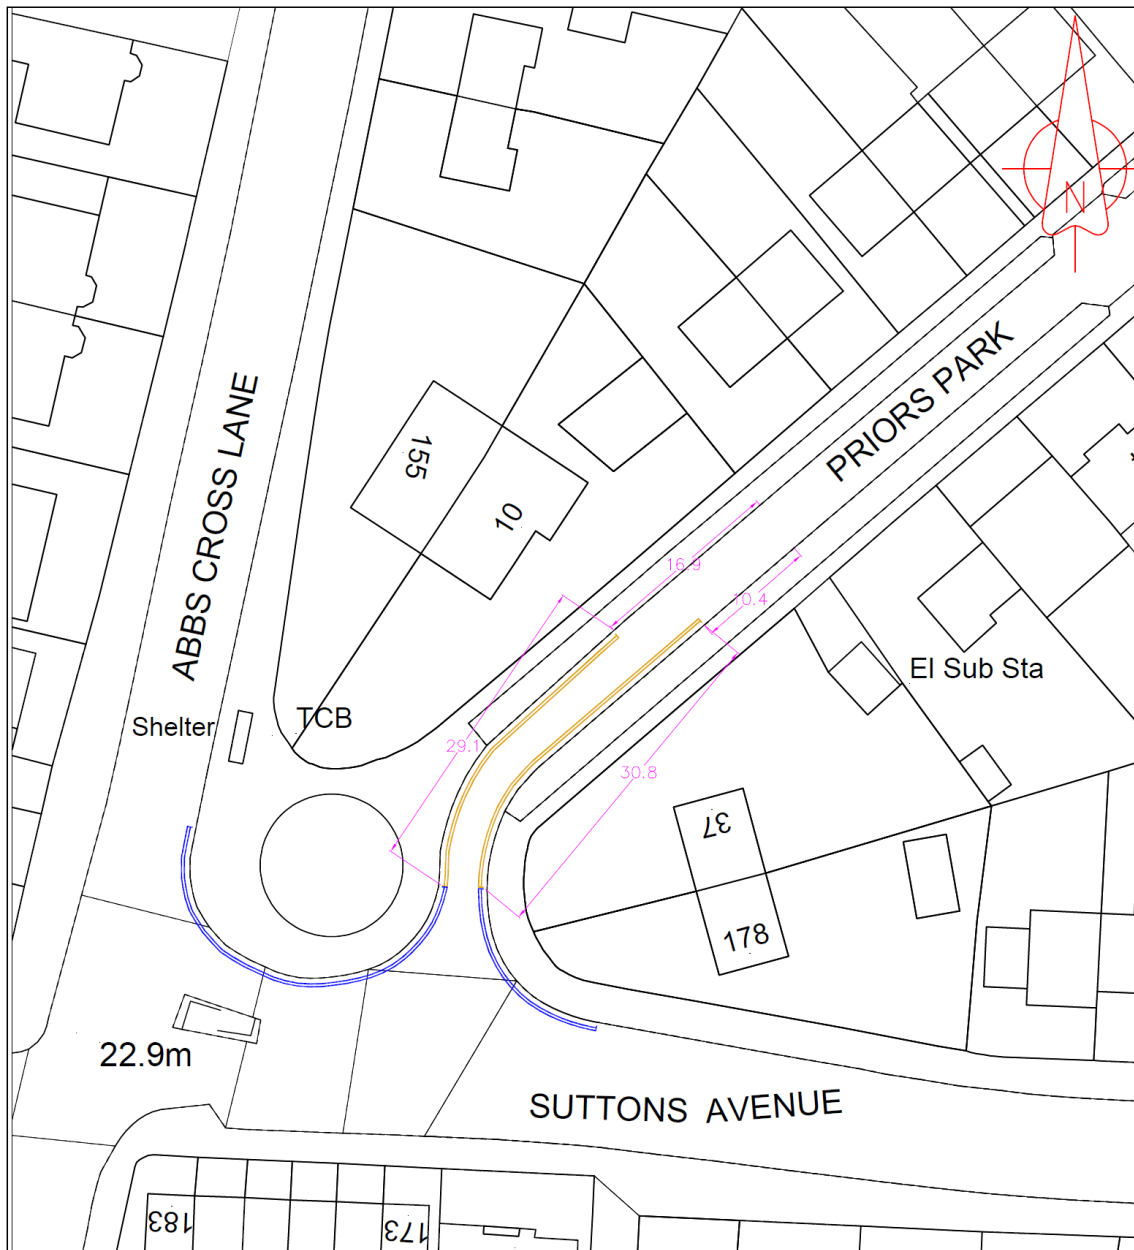 N
PRIORS PARK
ABBS CROSS LANE
155
10
16.9
10.4
El Sub Sta
TCB
Shelter
29.1
30.8
37
178
22.9m
SUTTONS AVENUE
183
173